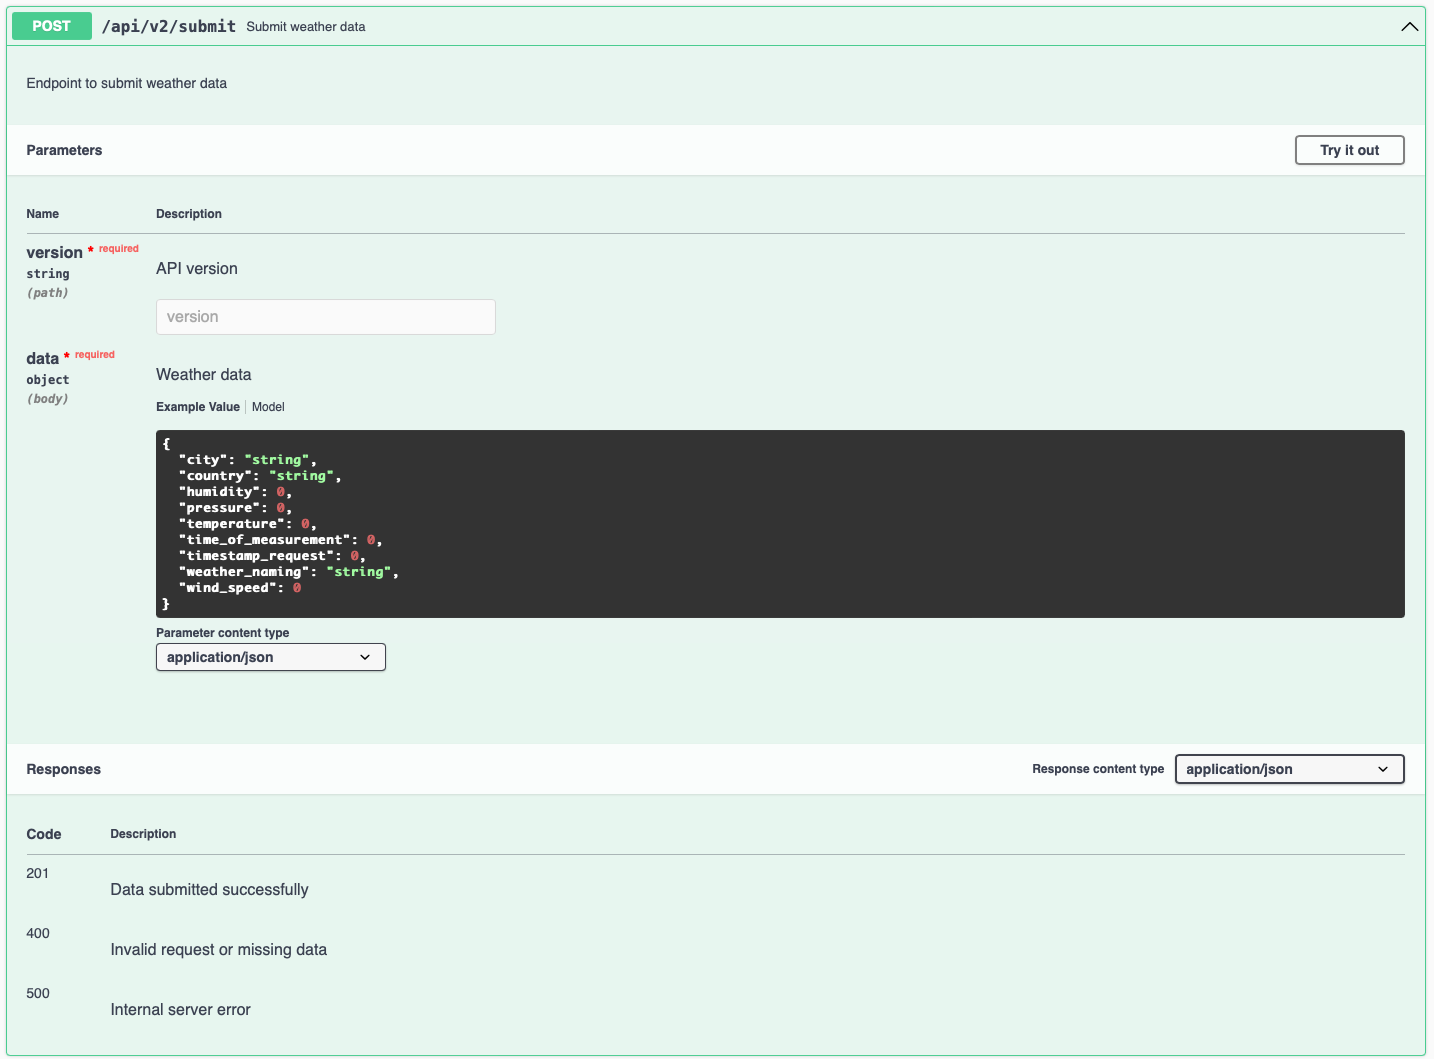 POST /api/v2/submit Submit weather data
Endpoint to submit weather data
Parameters
Try it out
Name Description
version * required
string
(path)
API version
version
data * required
object
(body)
Weather data
Example Value Model
{
"city": "string",
"country": "string",
"humidity": 0,
"pressure": 0,
"temperature": 0,
"time_of_measurement": 0,
"timestamp_request": 0,
"weather_naming": "string",
"wind_speed": 0
}
Parameter content type
application/json
Responses
Response content type application/json
Code Description
201
Data submitted successfully
400
Invalid request or missing data
500
Internal server error